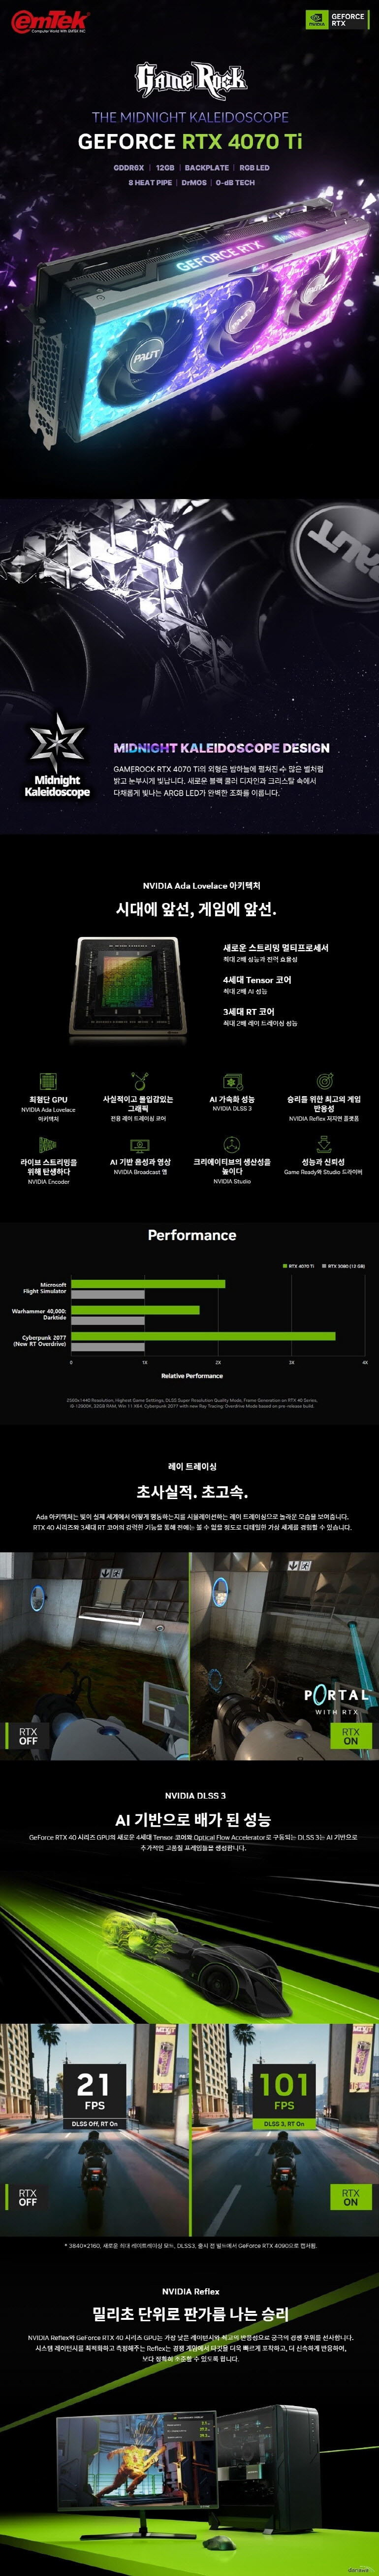 emTek
Computer World With EMTEK INC
NVIDIA
GEFORCE
RTX
GameRock
THE MIDNIGHT KALEIDOSCOPE
GEFORCE RTX 4070 Ti
GDDR6X | 12GB | BACKPLATE | RGB LED
8 HEAT PIPE | DrMOS | 0-dB TECH
GEFORCE RTX
PALIT
PALIT
PALIT
MIDNIGHT KALEIDOSCOPE DESIGN
Midnight
Kaleidoscope
GAMEROCK RTX 4070 Ti의 외형은 밤하늘에 펼쳐진 수 많은 별처럼
밝고 눈부시게 빛납니다. 새로운 블랙 컬러 디자인과 크리스탈 속에서
다채롭게 빛나는 ARGB LED가 완벽한 조화를 이룹니다.
NVIDIA Ada Lovelace 아키텍처
시대에 앞선, 게임에 앞선.
새로운 스트리밍 멀티프로세서
최대 2배 성능과 전력 효율성
4세대 Tensor 코어
최대 2배 AI 성능
3세대 RT 코어
최대 2배 레이 트레이싱 성능
최첨단 GPU
NVIDIA Ada Lovelace
아키텍처
사실적이고 몰입감있는
그래픽
전용 레이 트레이싱 코어
AI 가속화 성능
NVIDIA DLSS 3
승리를 위한 최고의 게임
반응성
NVIDIA Reflex 저지연 플랫폼
라이브 스트리밍을
위해 탄생하다
NVIDIA Encoder
AI 기반 음성과 영상
NVIDIA Broadcast 앱
크리에이티브의 생산성을
높이다
NVIDIA Studio
성능과 신뢰성
Game Ready와 Studio 드라이버
Performance
RTX 4070 Ti
RTX 3080 (12 GB)
Microsoft
Flight Simulator
Warhammer 40,000:
Darktide
Cyberpunk 2077
(New RT Overdrive)
0 1X 2X 3X 4X
Relative Performance
2560x1440 Resolution, Highest Game Settings, DLSS Super Resolution Quality Mode, Frame Generation on RTX 40 Series,
i9-12900K, 32GB RAM, Win 11 X64. Cyberpunk 2077 with new Ray Tracing: Overdrive Mode based on pre-release build.
레이 트레이싱
초사실적. 초고속.
Ada 아키텍처는 빛이 실제 세계에서 어떻게 행동하는지를 시뮬레이션하는 레이 트레이싱으로 놀라운 모습을 보여줍니다.
RTX 40 시리즈와 3세대 RT 코어의 강력한 기능을 통해 전에는 볼 수 없을 정도로 디테일한 가상 세계를 경험할 수 있습니다.
PORTAL
WITH RTX
RTX
OFF
RTX
ON
NVIDIA DLSS 3
AI 기반으로 배가 된 성능
GeForce RTX 40 시리즈 GPU의 새로운 4세대 Tensor 코어와 Optical Flow Accelerator로 구동되는 DLSS 3는 AI 기반으로
추가적인 고품질 프레임들을 생성합니다.
21
FPS
DLSS Off, RT On
101
FPS
DLSS 3, RT On
RTX
OFF
RTX
ON
* 3840x2160, 새로운 최대 레이트레이싱 모드, DLSS3, 출시 전 빌드에서 GeForce RTX 4090으로 캡처됨.
NVIDIA Reflex
밀리초 단위로 판가름 나는 승리
NVIDIA Reflex와 GeForce RTX 40 시리즈 GPU는 가장 낮은 레이턴시와 최고의 반응성으로 궁극의 경쟁 우위를 선사합니다.
시스템 레이턴시를 최적화하고 측정해주는 Reflex는 경쟁 게임에서 타깃을 더욱 빠르게 포착하고, 더 신속하게 반응하며,
보다 정확히 조준할 수 있도록 합니다.
danawa